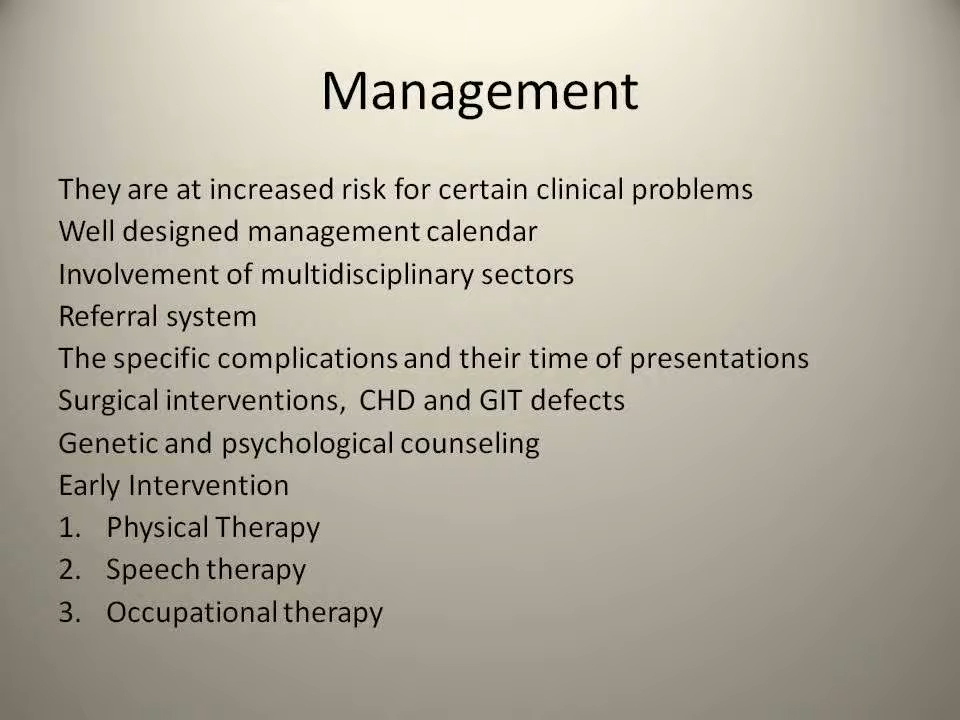 Management
They are at increased risk for certain clinical problems
Well designed management calendar
Involvement of multidisciplinary sectors
Referral system
The specific complications and their time of presentations
Surgical interventions,  CHD and GIT defects
Genetic and psychological counseling
Early Intervention
1. Physical Therapy
2. Speech therapy
3. Occupational therapy